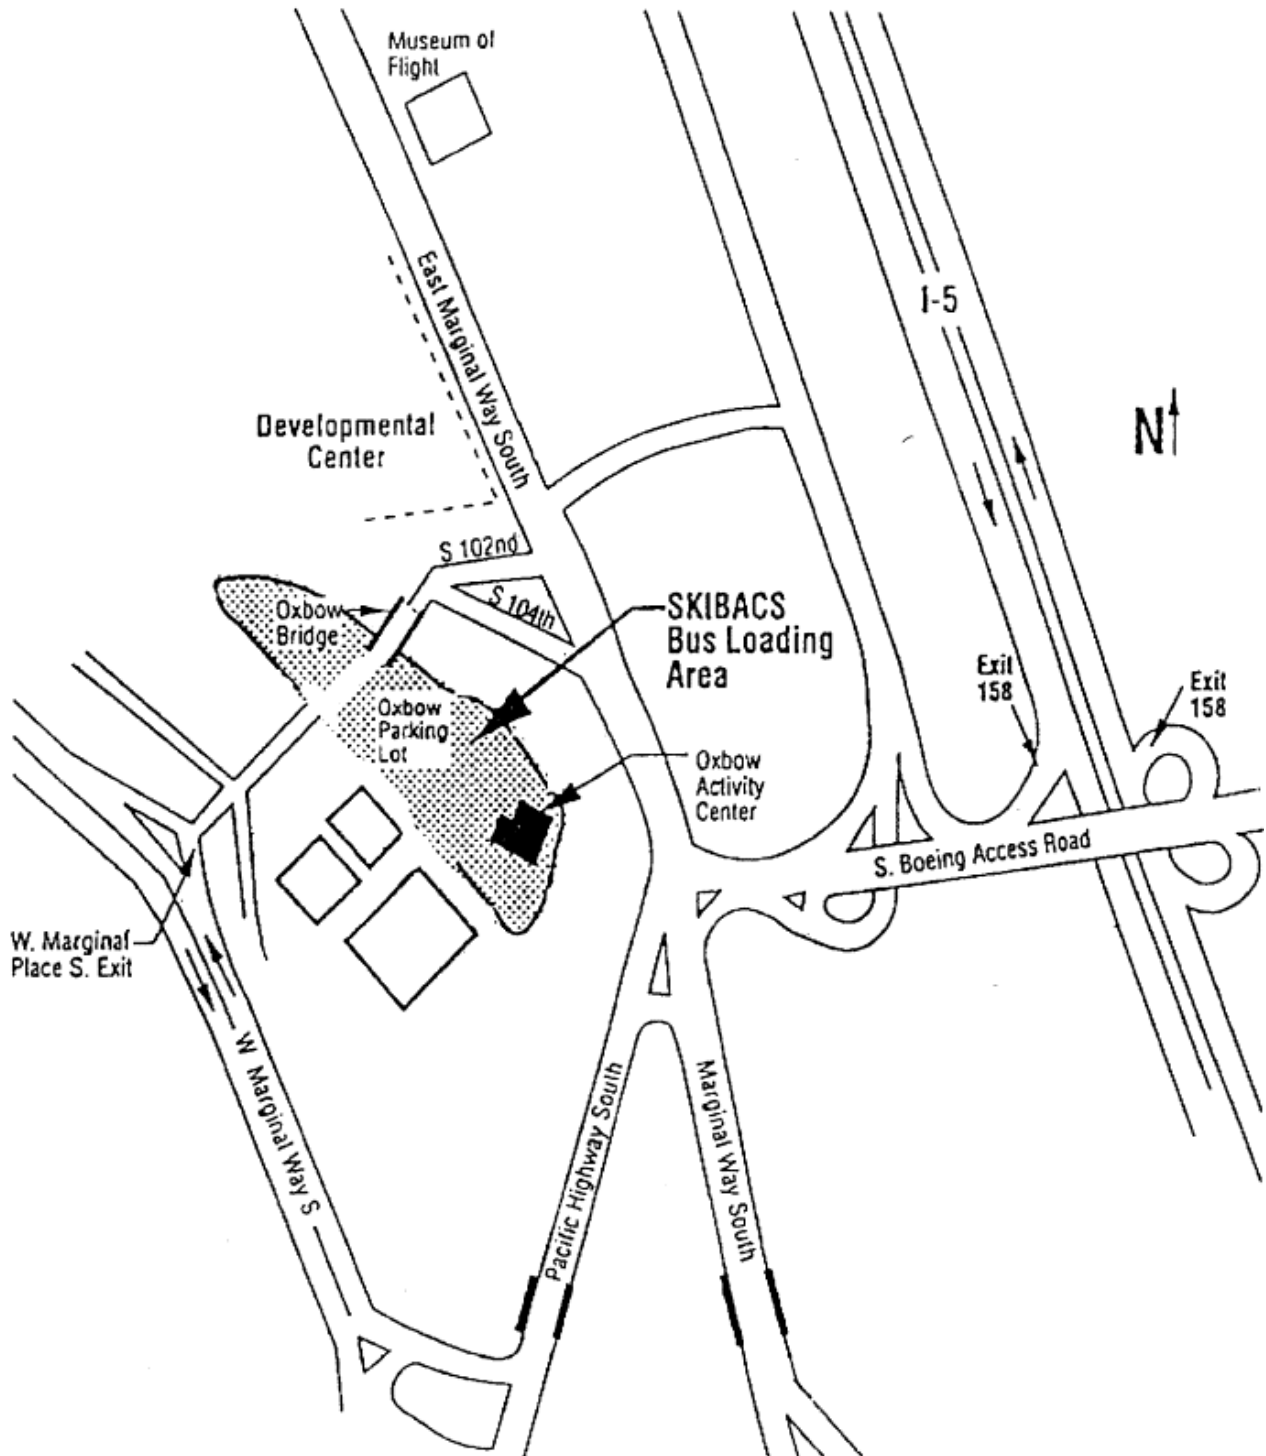 Museum of
Flight
East Marginal Way South
I-5
N
Developmental
Center
S 102nd
S 104th
Oxbow
Bridge
SKIBACS
Bus Loading
Area
Exit
158
Exit
158
Oxbow
Parking
Lot
Oxbow
Activity
Center
S. Boeing Access Road
W. Marginal
Place S. Exit
W Marginal Way S
Pacific Highway South
Marginal Way South